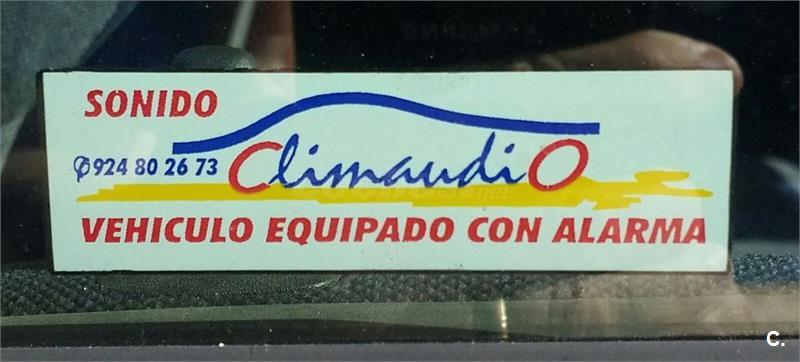 SONIDO
✆924 80 26 73 ClimaudiO
VEHICULO EQUIPADO CON ALARMA
C.